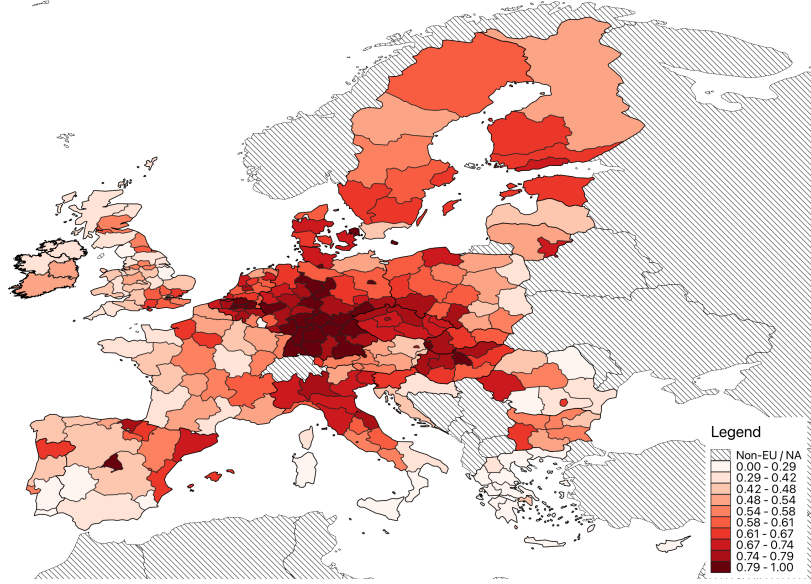 Legend
Non-EU / NA
0.00 - 0.29
0.29 - 0.42
0.42 - 0.48
0.48 - 0.54
0.54 - 0.58
0.58 - 0.61
0.61 - 0.67
0.67 - 0.74
0.74 - 0.79
0.79 - 1.00